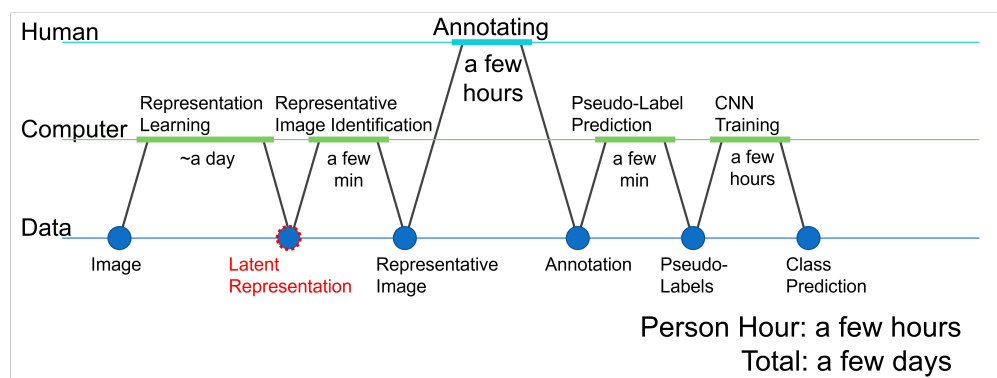 Human
Annotating
a few
hours
Computer
Representation
Learning
~a day
Representative
Image Identification
a few
min
Pseudo-Label
Prediction
a few
min
CNN
Training
a few
hours
Data
Image
Latent
Representation
Representative
Image
Annotation
Pseudo-
Labels
Class
Prediction
Person Hour: a few hours
Total: a few days